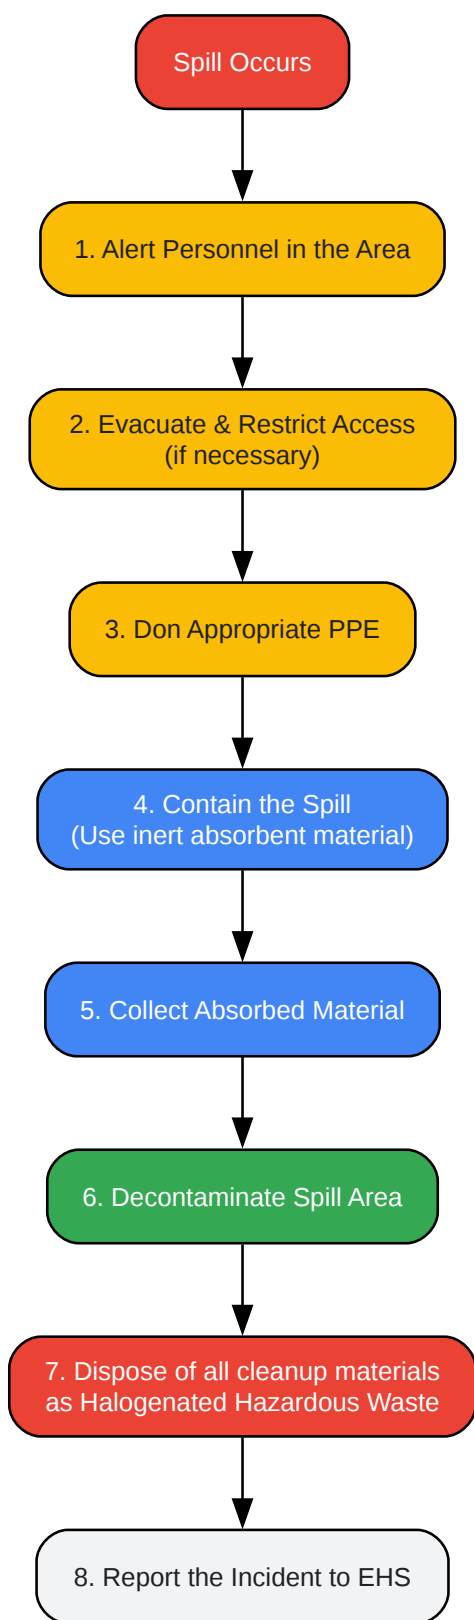 Spill Occurs
1. Alert Personnel in the Area
2. Evacuate & Restrict Access
(if necessary)
3. Don Appropriate PPE
4. Contain the Spill
(Use inert absorbent material)
5. Collect Absorbed Material
6. Decontaminate Spill Area
7. Dispose of all cleanup materials
as Halogenated Hazardous Waste
8. Report the Incident to EHS